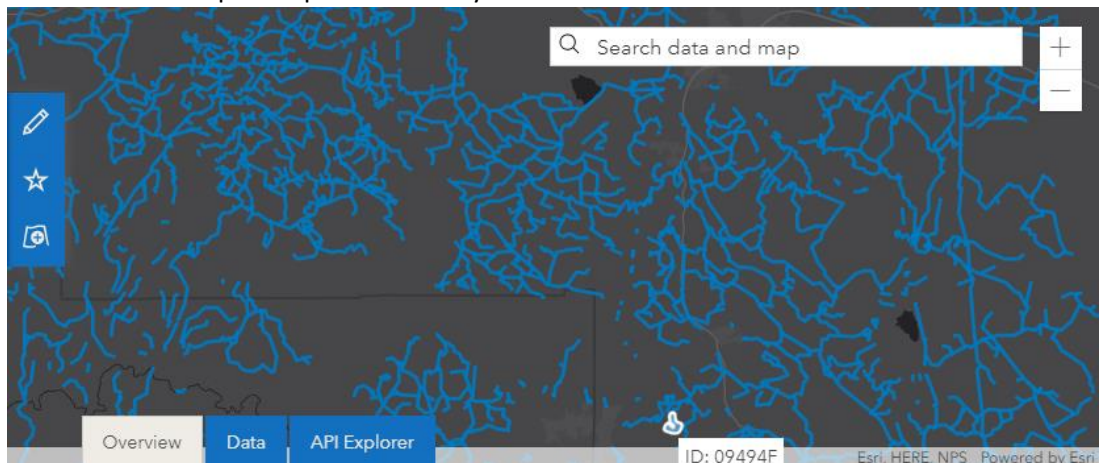 Search data and map
Overview
Data
API Explorer
ID: 09494F
Esri, HERE, NPS Powered by Esri